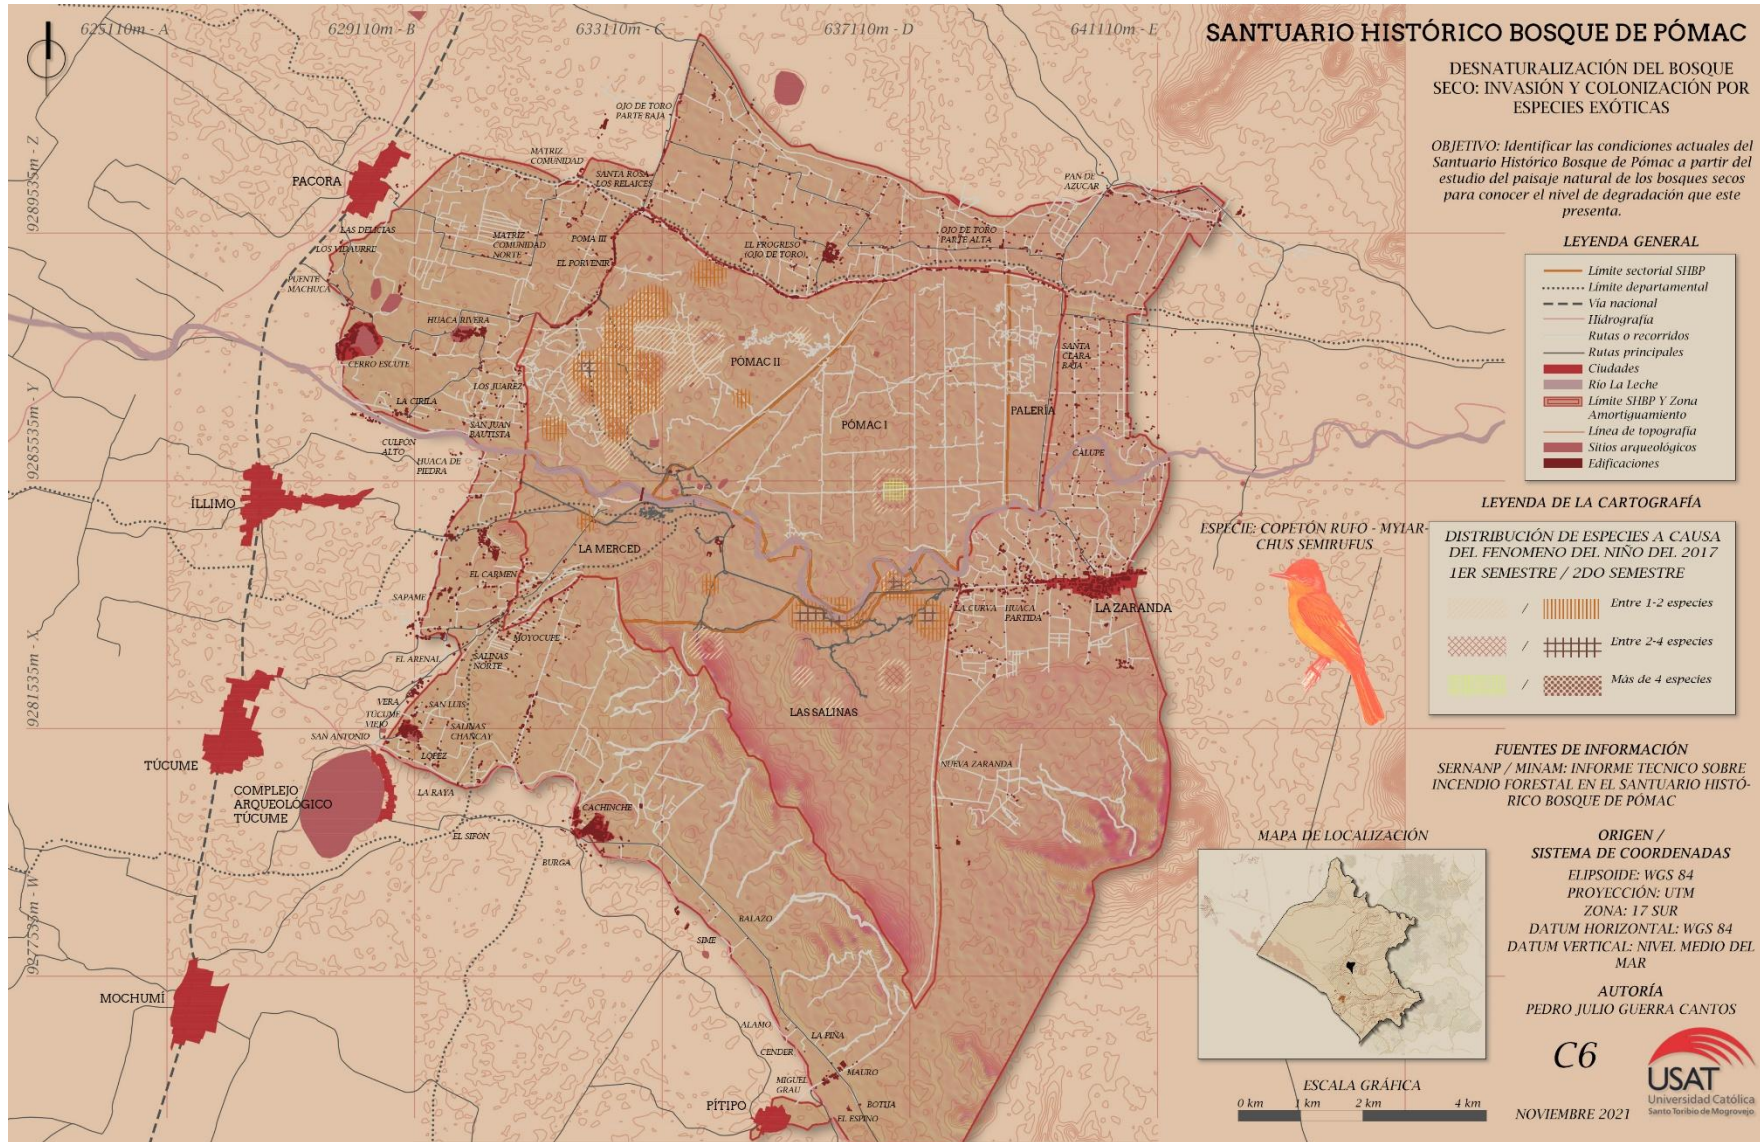 625110m - A
629110m - B
633110m - C
637110m - D
641110m - E
SANTUARIO HISTÓRICO BOSQUE DE PÓMAC
DESNATURALIZACIÓN DEL BOSQUE
SECO: INVASIÓN Y COLONIZACIÓN POR
ESPECIES EXÓTICAS
OBJETIVO: Identificar las condiciones actuales del
Santuario Histórico Bosque de Pómac a partir del
estudio del paisaje natural de los bosques secos
para conocer el nivel de degradación que este
presenta.
LEYENDA GENERAL
Límite sectorial SHBP
Límite departamental
Vía nacional
Hidrografía
Rutas o recorridos
Rutas principales
Ciudades
Río La Leche
Límite SHBP Y Zona
Amortiguamiento
Línea de topografía
Sitios arqueológicos
Edificaciones
LEYENDA DE LA CARTOGRAFÍA
DISTRIBUCIÓN DE ESPECIES A CAUSA
DEL FENOMENO DEL NIÑO DEL 2017
1ER SEMESTRE / 2DO SEMESTRE
/ Entre 1-2 especies
/ Entre 2-4 especies
/ Más de 4 especies
ESPECIE: COPETÓN RUFO - MYIAR-
CHUS SEMIRUFUS
FUENTES DE INFORMACIÓN
SERNANP / MINAM: INFORME TECNICO SOBRE
INCENDIO FORESTAL EN EL SANTUARIO HISTÓ-
RICO BOSQUE DE PÓMAC
ORIGEN /
SISTEMA DE COORDENADAS
ELIPSOIDE: WGS 84
PROYECCIÓN: UTM
ZONA: 17 SUR
DATUM HORIZONTAL: WGS 84
DATUM VERTICAL: NIVEL MEDIO DEL
MAR
AUTORÍA
PEDRO JULIO GUERRA CANTOS
C6
NOVIEMBRE 2021
USAT
Universidad Católica
Santo Toribio de Mogrovejo
MAPA DE LOCALIZACIÓN
ESCALA GRÁFICA
0 km
1 km
2 km
4 km
9289535m - Z
9285535m - Y
9281535m - X
9277535m - W
OJO DE TORO
PARTE BAJA
MATRIZ
COMUNIDAD
SANTA ROSA
LOS RELAICES
PACORA
PAN DE
AZUCAR
LAS DELICIAS
LOS VIDAURRE
MATRIZ
COMUNIDAD
NORTE
POMA III
EL PORVENIR
EL PROGRESO
(OJO DE TORO)
OJO DE TORO
PARTE ALTA
PUENTE
MACHUCA
HUACA RIVERA
CERRO ESCUTE
PÓMAC II
SANTA
CLARA
BAJA
LOS JUAREZ
LA CIRILA
SAN JUAN
BAUTISTA
PÓMAC I
PALERÍA
CULPÓN
ALTO
HUACA DE
PIEDRA
CALUPE
ÍLLIMO
LA MERCED
EL CARMEN
SAPAME
LA CURVA
HUACA
PARTIDA
LA ZARANDA
MOYOCUPE
EL ARENAL
SALINAS
NORTE
VERA
TÚCUME
VIEJO
SAN LUIS
SALINAS
CHANCAY
LAS SALINAS
SAN ANTONIO
LÓPEZ
TÚCUME
NUEVA ZARANDA
COMPLEJO
ARQUEOLÓGICO
TÚCUME
LA RAYA
CACHINCHE
EL SIFÓN
BURGA
BALAZO
SIME
MOCHUMÍ
ALAMO
LA PIÑA
CENDER
MAURO
MIGUEL
GRAU
PÍTIPO
BOTIJA
EL ESPINO